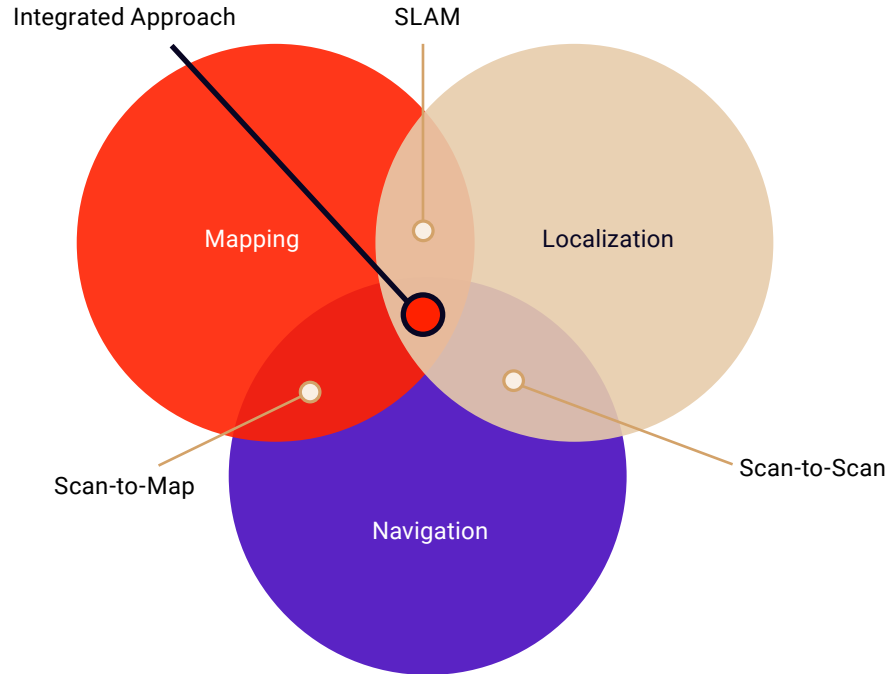 Integrated Approach
SLAM
Mapping
Localization
Scan-to-Map
Scan-to-Scan
Navigation